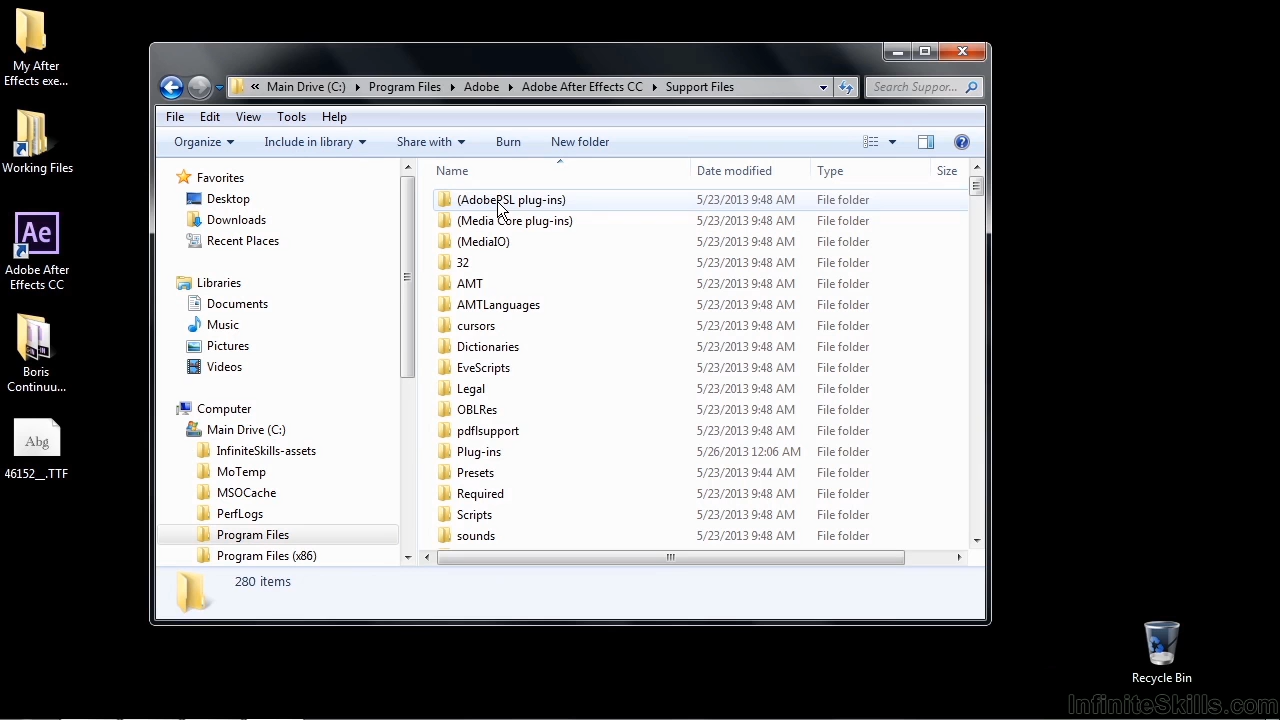 My After
Effects exe...
Working Files
Ae
Adobe After
Effects CC
Boris
Continuu...
Abg
46152__.TTF
« Main Drive (C:) Program Files Adobe Adobe After Effects CC Support Files
Search Suppor...
File Edit View Tools Help
Organize Include in library Share with Burn New folder
Favorites
Desktop
Downloads
Recent Places
Libraries
Documents
Music
Pictures
Videos
Computer
Main Drive (C:)
InfiniteSkills-assets
MoTemp
MSOCache
PerfLogs
Program Files
Program Files (x86)
Name Date modified Type Size
(AdobePSL plug-ins) 5/23/2013 9:48 AM File folder
(Media Core plug-ins) 5/23/2013 9:48 AM File folder
(MediaIO) 5/23/2013 9:48 AM File folder
32 5/23/2013 9:48 AM File folder
AMT 5/23/2013 9:48 AM File folder
AMTLanguages 5/23/2013 9:48 AM File folder
cursors 5/23/2013 9:48 AM File folder
Dictionaries 5/23/2013 9:48 AM File folder
EveScripts 5/23/2013 9:48 AM File folder
Legal 5/23/2013 9:48 AM File folder
OBLRes 5/23/2013 9:48 AM File folder
pdflsupport 5/23/2013 9:48 AM File folder
Plug-ins 5/26/2013 12:06 AM File folder
Presets 5/23/2013 9:44 AM File folder
Required 5/23/2013 9:48 AM File folder
Scripts 5/23/2013 9:48 AM File folder
sounds 5/23/2013 9:48 AM File folder
280 items
Recycle Bin
InfiniteSkills.com